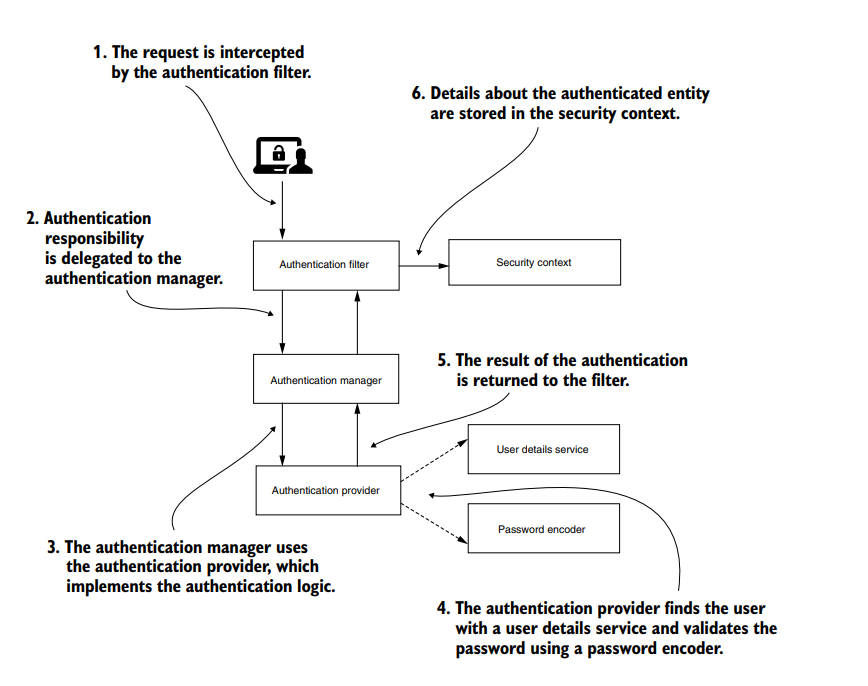 1. The request is intercepted
by the authentication filter.
6. Details about the authenticated entity
are stored in the security context.
2. Authentication
responsibility
is delegated to the
authentication manager.
Authentication filter
Security context
Authentication manager
5. The result of the authentication
is returned to the filter.
User details service
Authentication provider
Password encoder
3. The authentication manager uses
the authentication provider, which
implements the authentication logic.
4. The authentication provider finds the user
with a user details service and validates the
password using a password encoder.